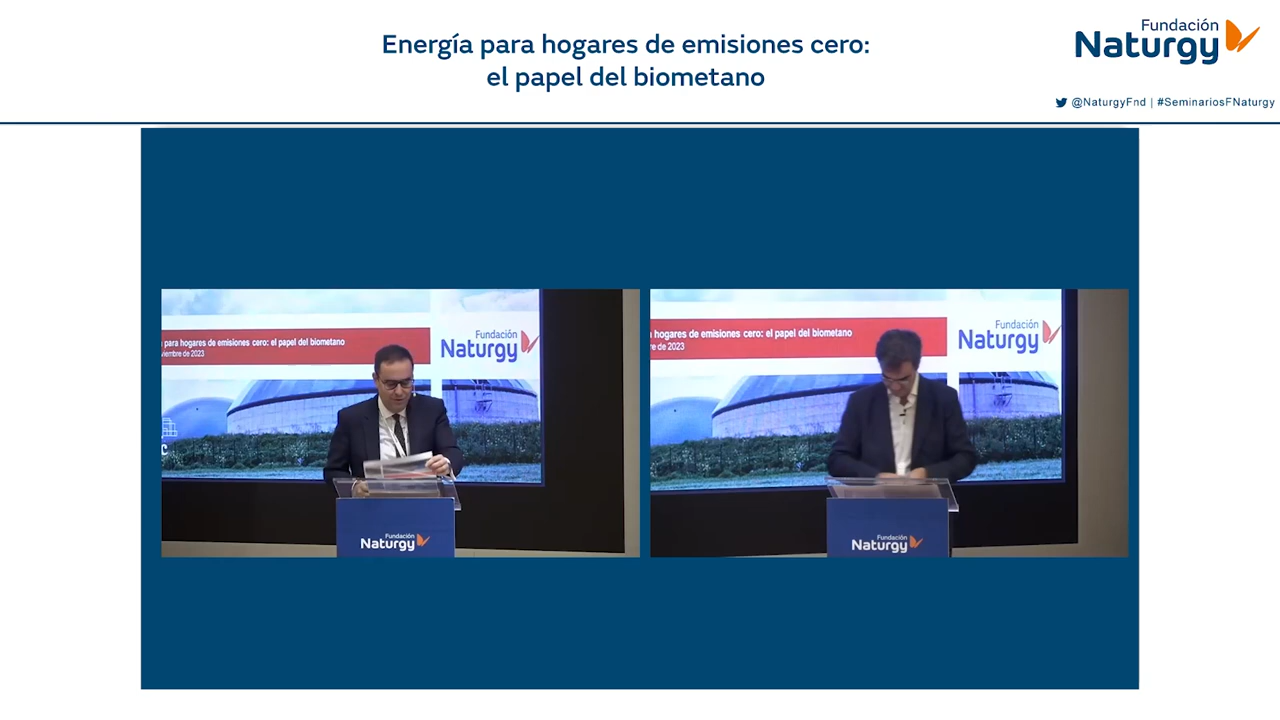 Energía para hogares de emisiones cero:
el papel del biometano
Fundación
Naturgy
@NaturgyFnd | #SeminariosFNaturgy
para hogares de emisiones cero: el papel del biometano
de 2023
Fundación
Naturgy
Fundación
Naturgy
hogares de emisiones cero: el papel del biometano
de 2023
Fundación
Naturgy
Fundación
Naturgy